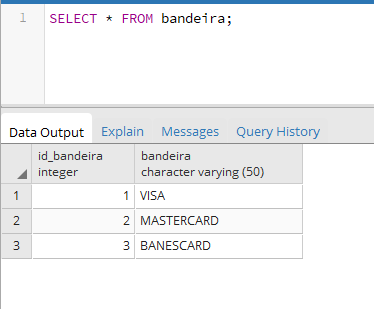 1 SELECT * FROM bandeira;
Data Output Explain Messages Query History
id_bandeira bandeira
integer character varying (50)
1 1 VISA
2 2 MASTERCARD
3 3 BANESCARD